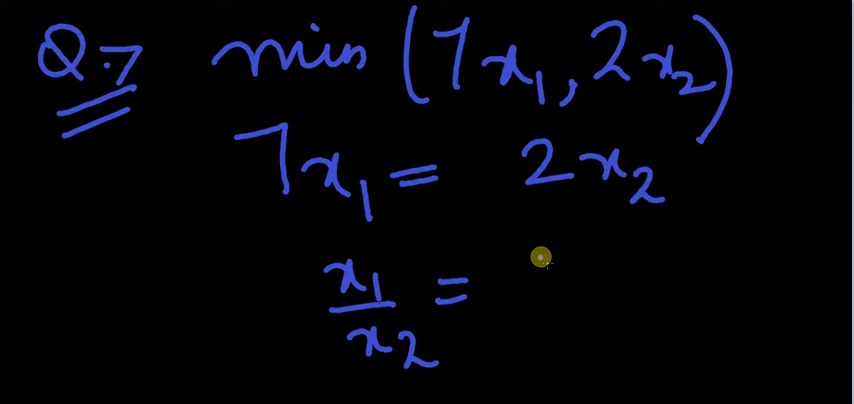 Q.7 min (7x₁, 2x₂)
7x₁ = 2x₂
x₁/x₂ =